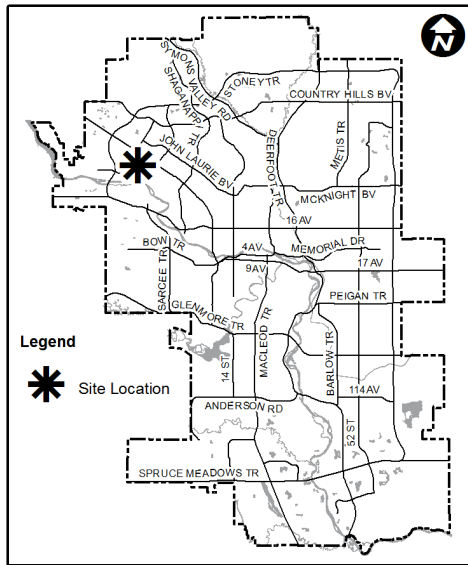 N
SYMONS VALLEY RD
SHAGANAPPI TR
STONEY TR
COUNTRY HILLS BV
JOHN LAURIE BV
DEERFOOT TR
METIS TR
MCKNIGHT BV
16 AV
BOW TR
4 AV
MEMORIAL DR
SARCEE TR
9 AV
17 AV
PEIGAN TR
GLENMORE TR
Legend
Site Location
14 ST
MACLEOD TR
BARLOW TR
114 AV
ANDERSON RD
52 ST
SPRUCE MEADOWS TR